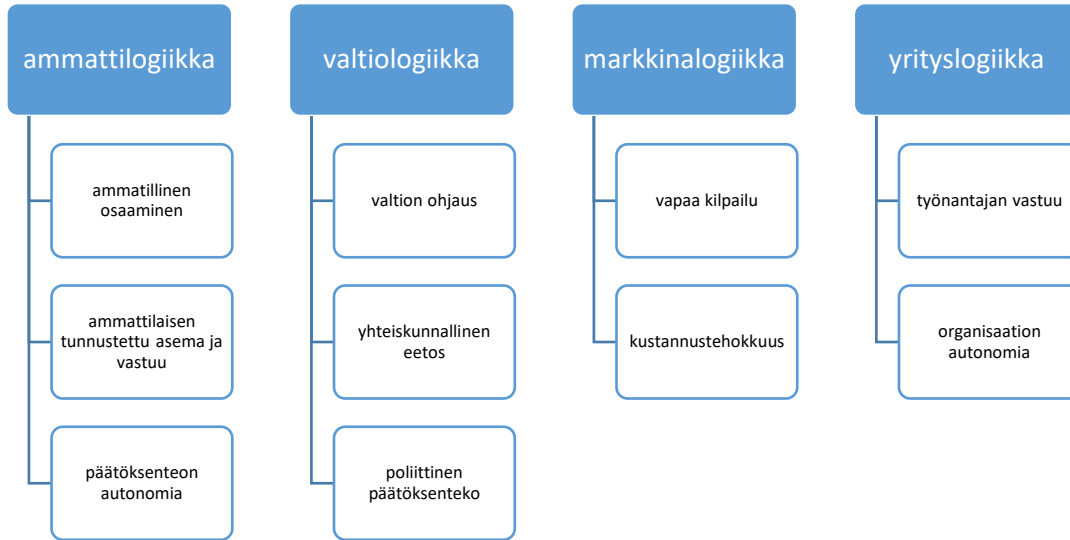 ammattilogiikka
ammatillinen
osaaminen
ammattilaisen
tunnustettu asema ja
vastuu
päätöksenteon
autonomia
valtiologiikka
valtion ohjaus
yhteiskunnallinen
eetos
poliittinen
päätöksenteko
markkinalogiikka
vapaa kilpailu
kustannustehokkuus
yrityslogiikka
työnantajan vastuu
organisaation
autonomia